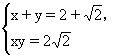 x + y = 2 + √2,
xy = 2√2